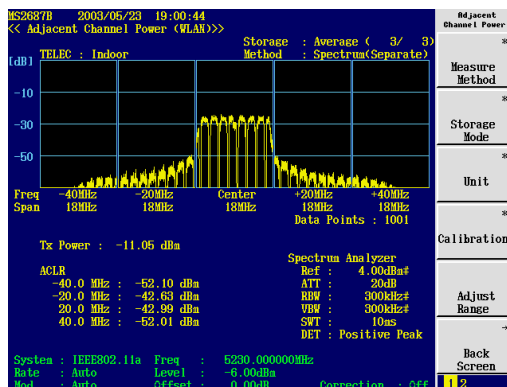 MS2687B 2003/05/23 19:00:44
<< Adjacent Channel Power (WLAN)>>
Storage : Average ( 3/ 3)
TELEC : Indoor Method : Spectrum(Separate)
[dB]
-10
-30
-50
Freq -40MHz -20MHz Center +20MHz +40MHz
Span 18MHz 18MHz 18MHz 18MHz 18MHz
Data Points : 1001
Tx Power : -11.05 dBm
ACLR
-40.0 MHz : -52.10 dBm
-20.0 MHz : -42.63 dBm
20.0 MHz : -42.99 dBm
40.0 MHz : -52.01 dBm
Spectrum Analyzer
Ref : 4.00dBm#
ATT : 20dB
RBW : 300kHz#
VBW : 300kHz#
SWT : 10ms
DET : Positive Peak
System : IEEE802.11a Freq : 5230.000000MHz
Rate : Auto Level : -6.00dBm
Mod : Auto Offset : 0.00dB Correction : Off
Adjacent
Channel Power
*
Measure
Method
*
Storage
Mode
*
Unit
*
Calibration
Adjust
Range
→
Back
Screen
1 2